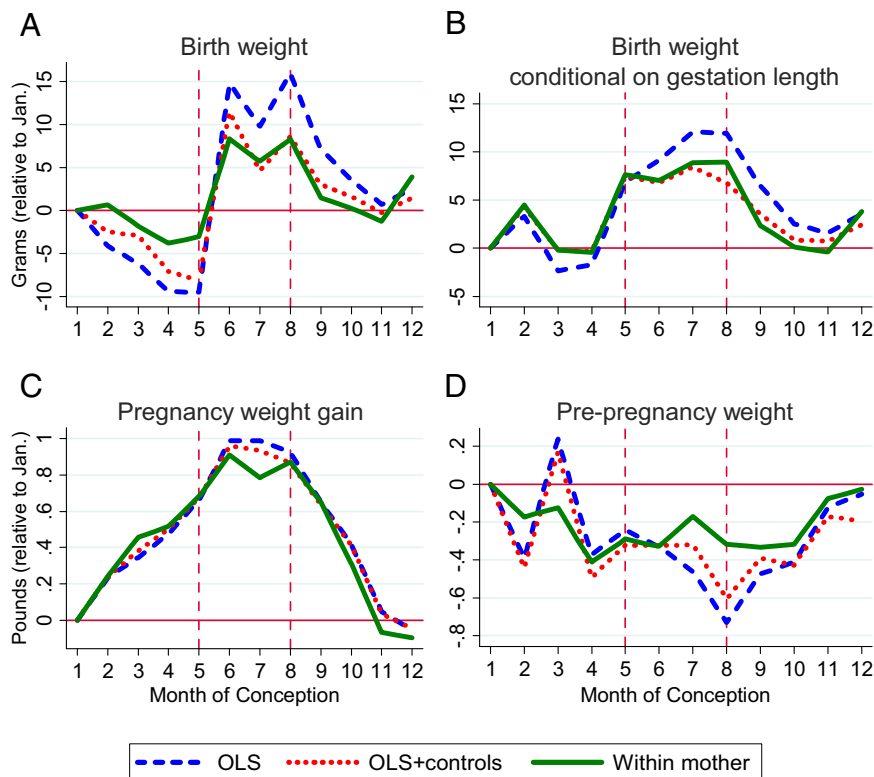 A
Birth weight
Grams (relative to Jan.)
15
10
5
0
-5
-10
1 2 3 4 5 6 7 8 9 10 11 12
B
Birth weight
conditional on gestation length
15
10
5
0
-5
1 2 3 4 5 6 7 8 9 10 11 12
C
Pregnancy weight gain
Pounds (relative to Jan.)
1
.8
.6
.4
.2
0
1 2 3 4 5 6 7 8 9 10 11 12
Month of Conception
D
Pre-pregnancy weight
.2
0
-.2
-.4
-.6
-.8
1 2 3 4 5 6 7 8 9 10 11 12
Month of Conception
OLS OLS+controls Within mother